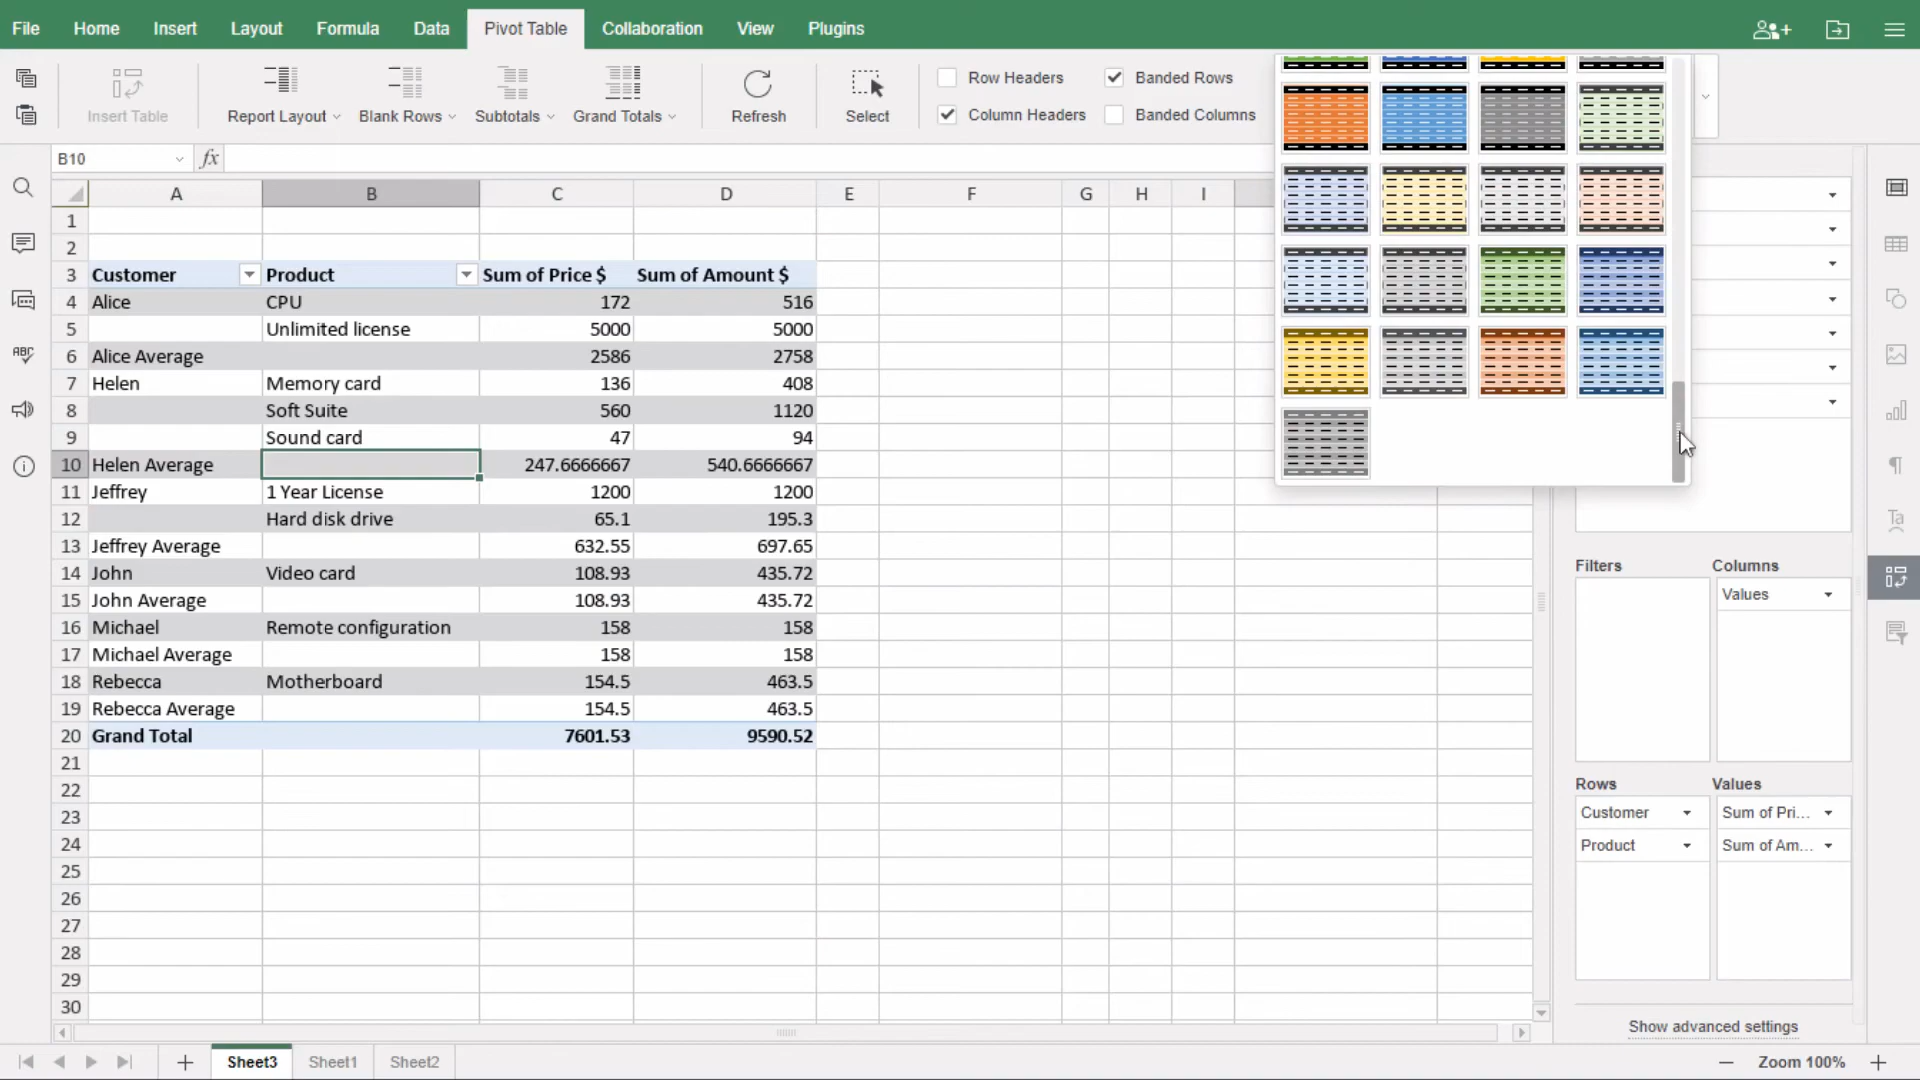 File Home Insert Layout Formula Data Pivot Table Collaboration View Plugins
Insert Table Report Layout Blank Rows Subtotals Grand Totals Refresh Select
Row Headers Banded Rows
Column Headers Banded Columns
B10 fx
A B C D E F G H I
1
2
3 Customer Product Sum of Price $ Sum of Amount $
4 Alice CPU 172 516
5 Unlimited license 5000 5000
6 Alice Average 2586 2758
7 Helen Memory card 136 408
8 Soft Suite 560 1120
9 Sound card 47 94
10 Helen Average 247.6666667 540.6666667
11 Jeffrey 1 Year License 1200 1200
12 Hard disk drive 65.1 195.3
13 Jeffrey Average 632.55 697.65
14 John Video card 108.93 435.72
15 John Average 108.93 435.72
16 Michael Remote configuration 158 158
17 Michael Average 158 158
18 Rebecca Motherboard 154.5 463.5
19 Rebecca Average 154.5 463.5
20 Grand Total 7601.53 9590.52
21
22
23
24
25
26
27
28
29
30
ABC
Ta
Filters Columns
Values
Rows Values
Customer Sum of Pri...
Product Sum of Am...
Show advanced settings
Sheet3 Sheet1 Sheet2
Zoom 100%